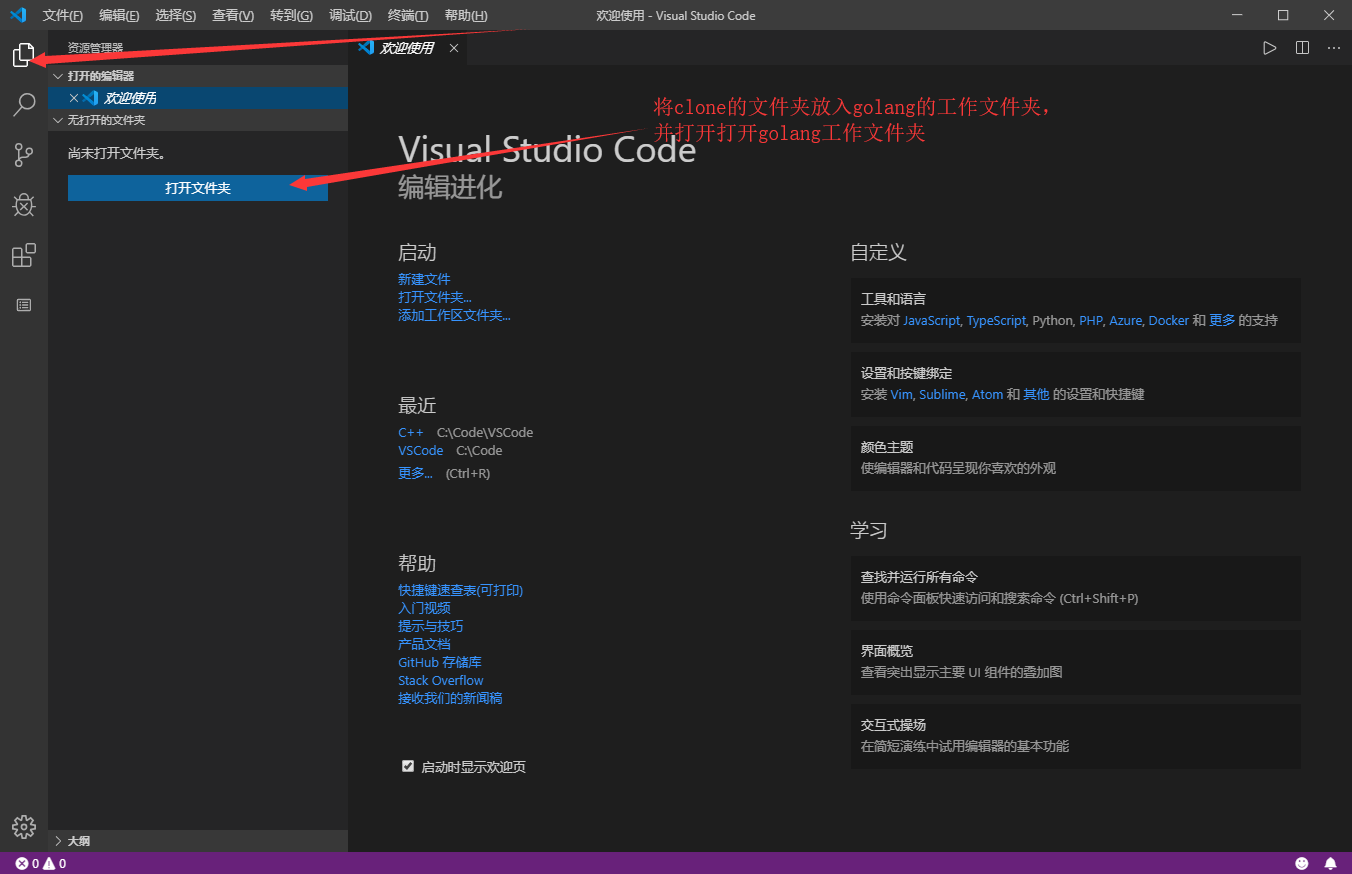 文件(F) 编辑(E) 选择(S) 查看(V) 转到(G) 调试(D) 终端(T) 帮助(H) 欢迎使用 - Visual Studio Code
资源管理器
欢迎使用
打开的编辑器
欢迎使用
无打开的文件夹
尚未打开文件夹。
打开文件夹
将clone的文件夹放入golang的工作文件夹,
并打开打开golang工作文件夹
Visual Studio Code
编辑进化
启动
新建文件
打开文件夹...
添加工作区文件夹...
最近
C++ C:\Code\VSCode
VSCode C:\Code
更多... (Ctrl+R)
帮助
快捷键速查表(可打印)
入门视频
提示与技巧
产品文档
GitHub 存储库
Stack Overflow
接收我们的新闻稿
启动时显示欢迎页
自定义
工具和语言
安装对 JavaScript, TypeScript, Python, PHP, Azure, Docker 和 更多 的支持
设置和按键绑定
安装 Vim, Sublime, Atom 和 其他 的设置和快捷键
颜色主题
使编辑器和代码呈现你喜欢的外观
学习
查找并运行所有命令
使用命令面板快速访问和搜索命令 (Ctrl+Shift+P)
界面概览
查看突出显示主要 UI 组件的叠加图
交互式操场
在简短演练中试用编辑器的基本功能
大纲
0 0